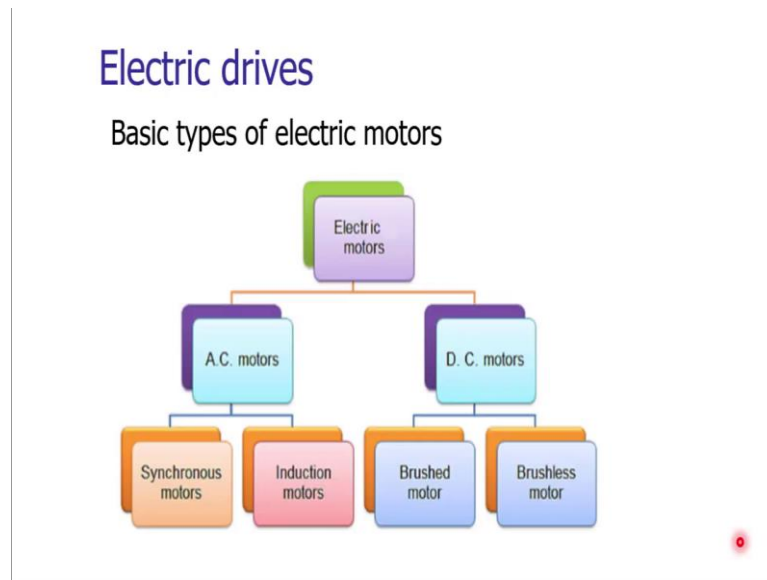 Electric drives
Basic types of electric motors
Electric
motors
A.C. motors
D. C. motors
Synchronous
motors
Induction
motors
Brushed
motor
Brushless
motor